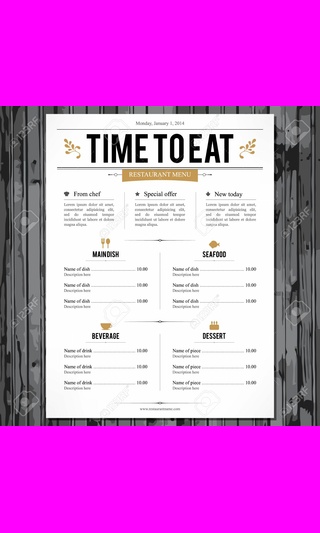 Monday, January 1, 2014
TIME TO EAT
RESTAURANT MENU
From chef
Lorem ipsum dolor sit amet, consectetur adipisicing elit, sed do eiusmod tempor incididunt ut labore et dolore magna aliqua.
Special offer
Lorem ipsum dolor sit amet, consectetur adipisicing elit, sed do eiusmod tempor incididunt ut labore et dolore magna aliqua.
New today
Lorem ipsum dolor sit amet, consectetur adipisicing elit, sed do eiusmod tempor incididunt ut labore et dolore magna aliqua.
MAIN DISH
Name of dish 10.00
Description here
Name of dish 10.00
Description here
Name of dish 10.00
Description here
SEAFOOD
Name of dish 10.00
Description here
Name of dish 10.00
Description here
Name of dish 10.00
Description here
BEVERAGE
Name of drink 10.00
Description here
Name of drink 10.00
Description here
Name of drink 10.00
Description here
DESSERT
Name of piece 10.00
Description here
Name of piece 10.00
Description here
Name of piece 10.00
Description here